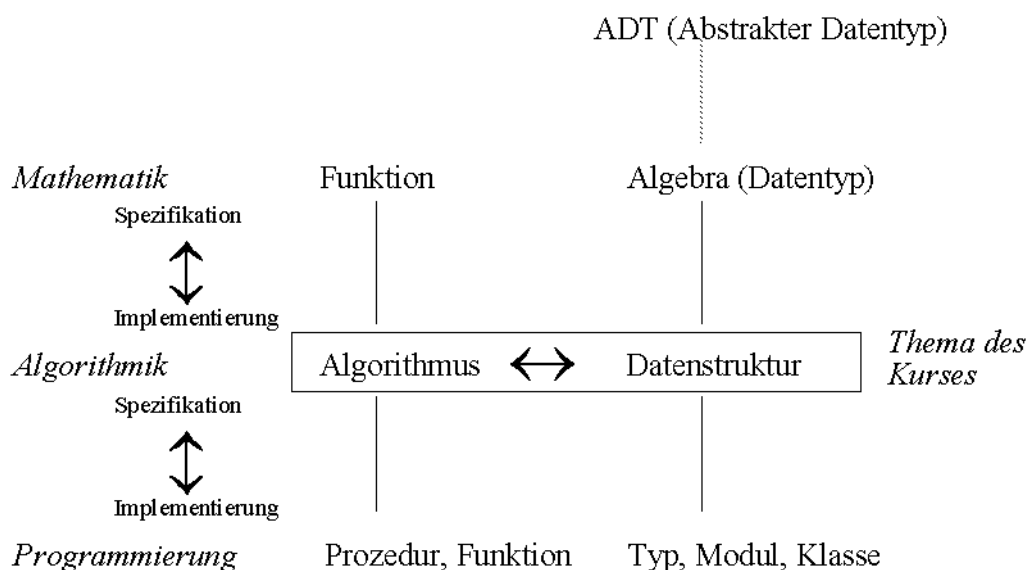 ADT (Abstrakter Datentyp)
Mathematik Funktion Algebra (Datentyp)
Spezifikation
Implementierung
Algorithmik Algorithmus Datenstruktur Thema des
Kurses
Spezifikation
Implementierung
Programmierung Prozedur, Funktion Typ, Modul, Klasse